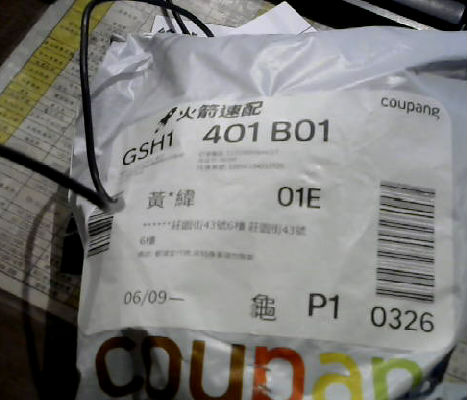 火箭速配
coupang
GSH1 401 B01
黃*緯 01E
******莊園街43號6樓 莊園街43號
6樓
06/09— 龜 P1 0326
coupan